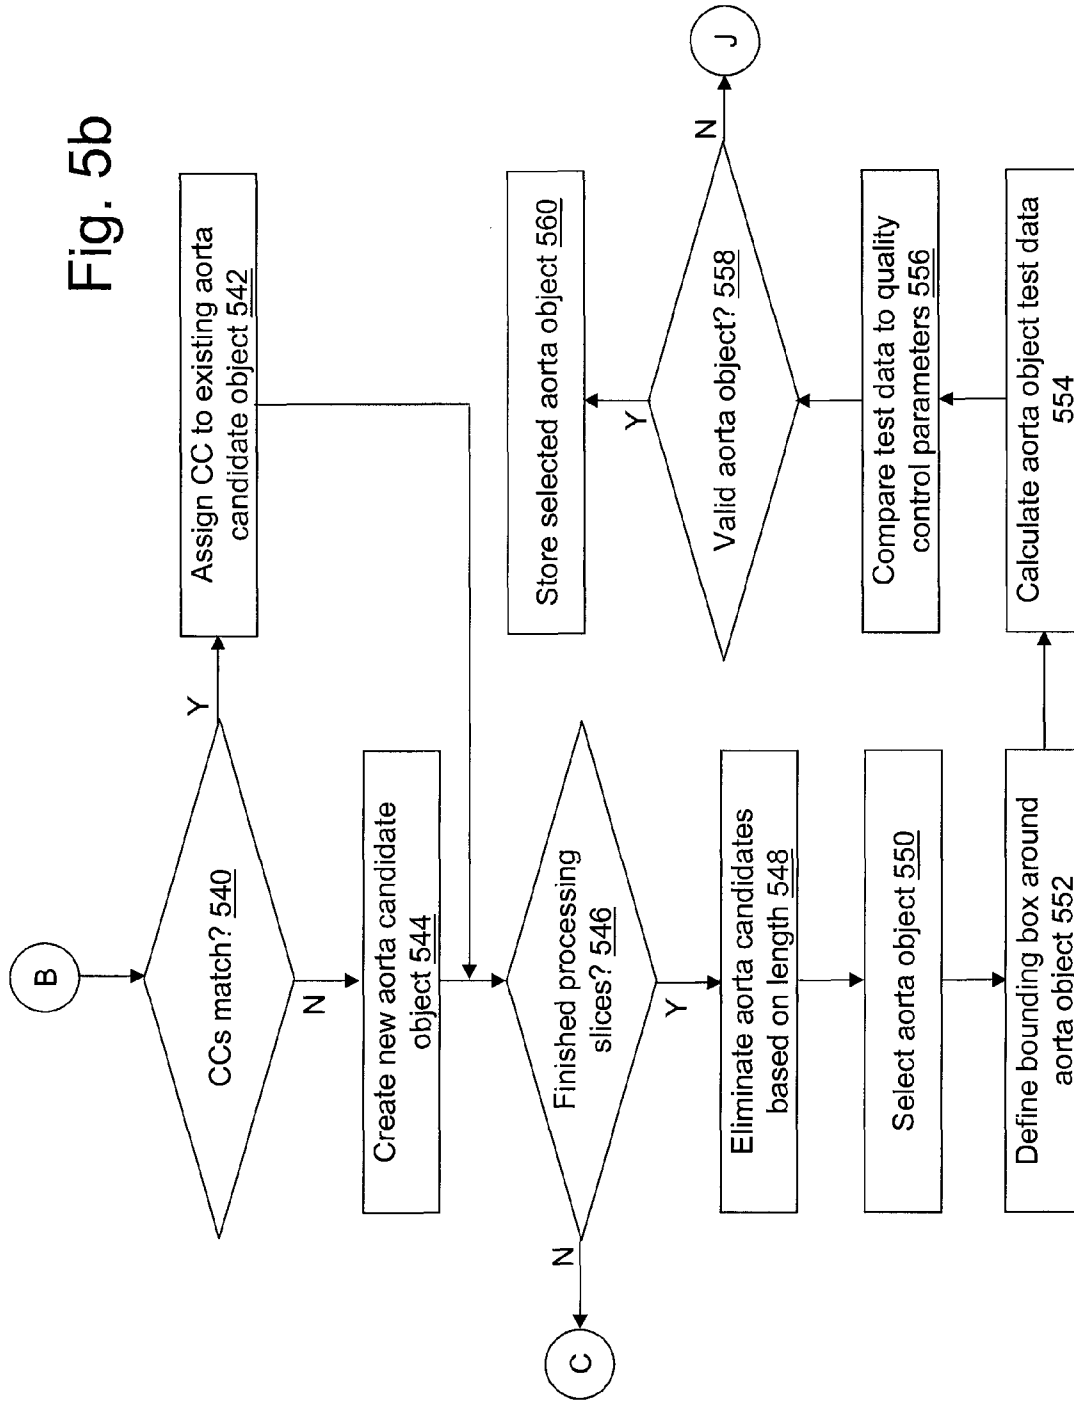 Fig. 5b
B
CCs match? 540
Y
N
Assign CC to existing aorta
candidate object 542
Create new aorta candidate
object 544
Finished processing
slices? 546
N
C
Y
Eliminate aorta candidates
based on length 548
Select aorta object 550
Define bounding box around
aorta object 552
Calculate aorta object test data
554
Compare test data to quality
control parameters 556
Valid aorta object? 558
N
J
Y
Store selected aorta object 560